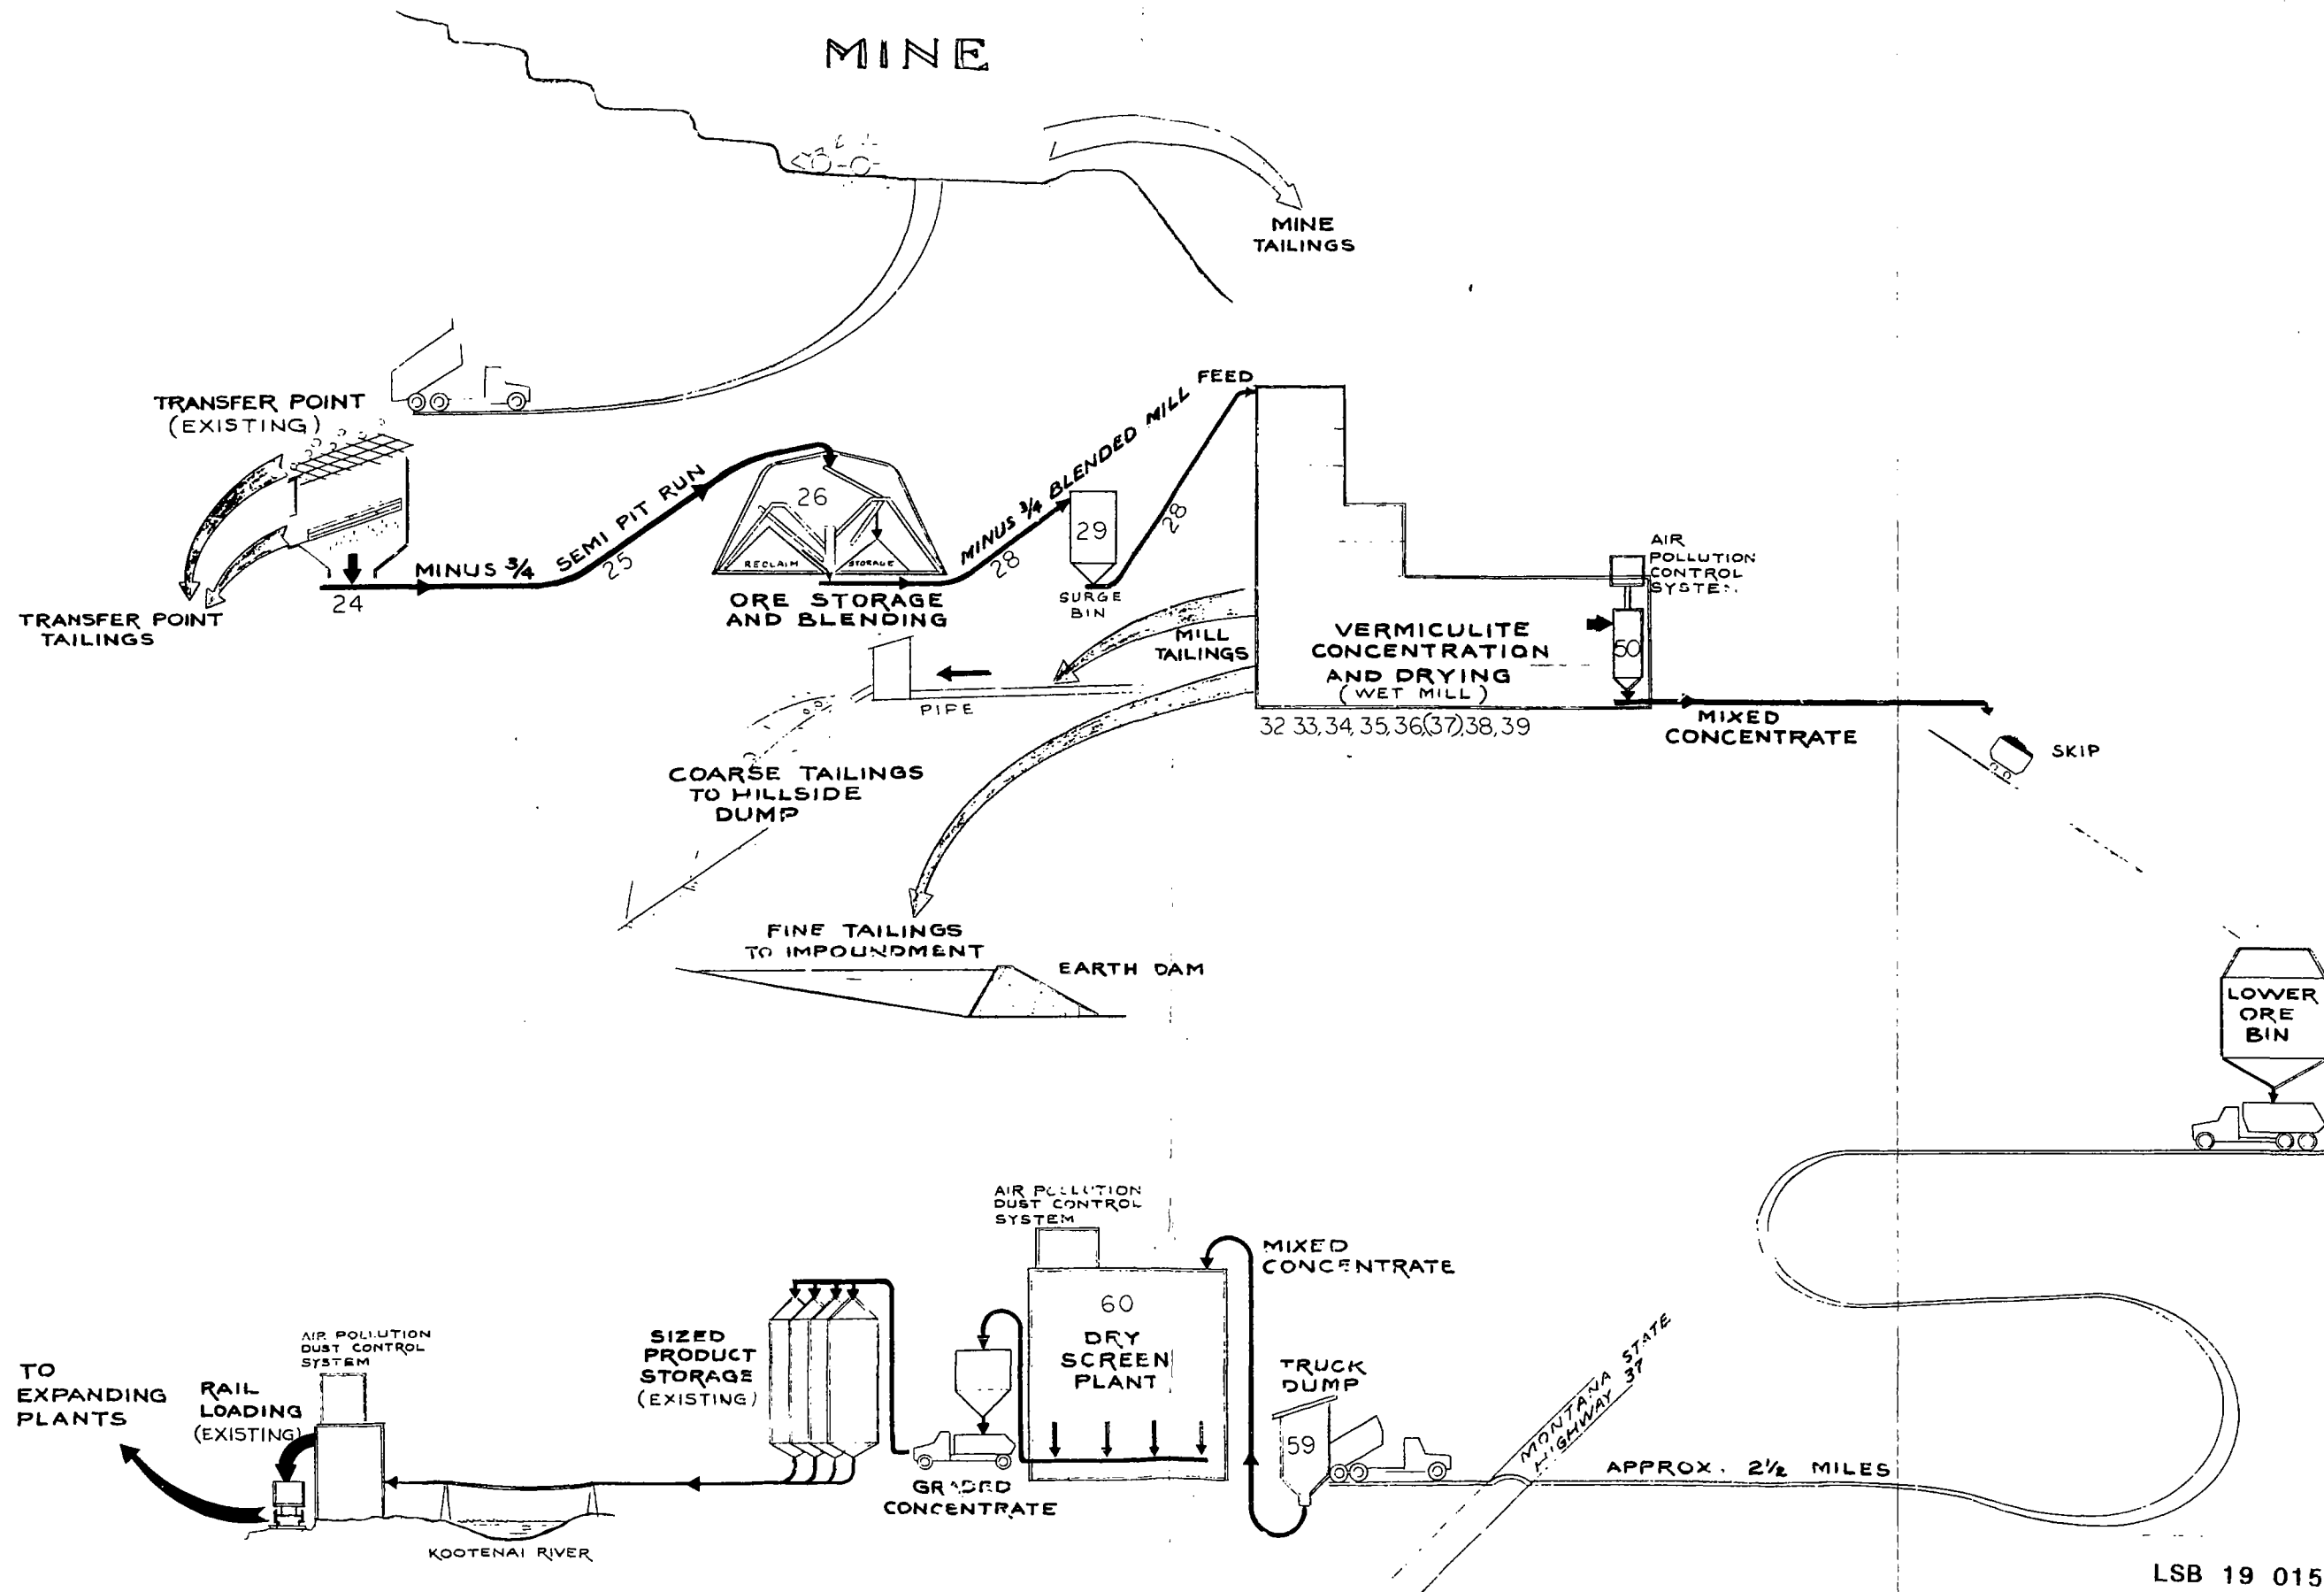 MINE
MINE
TAILINGS
TRANSFER POINT
(EXISTING)
TRANSFER POINT
TAILINGS
24
MINUS 3/4 SEMI PIT RUN
25
26
RECLAIM
STORAGE
ORE STORAGE
AND BLENDING
MINUS 3/4 BLENDED MILL FEED
28
29
SURGE
BIN
28
MILL
TAILINGS
PIPE
COARSE TAILINGS
TO HILLSIDE
DUMP
FINE TAILINGS
TO IMPOUNDMENT
EARTH DAM
VERMICULITE
CONCENTRATION
AND DRYING
(WET MILL)
32 33, 34, 35, 36,(37),38, 39
AIR
POLLUTION
CONTROL
SYSTEM
50
MIXED
CONCENTRATE
SKIP
LOWER
ORE
BIN
APPROX. 2 1/2 MILES
MONTANA STATE
HIGHWAY 37
TRUCK
DUMP
59
MIXED
CONCENTRATE
AIR POLLUTION
DUST CONTROL
SYSTEM
60
DRY
SCREEN
PLANT
GRADED
CONCENTRATE
SIZED
PRODUCT
STORAGE
(EXISTING)
KOOTENAI RIVER
AIR POLLUTION
DUST CONTROL
SYSTEM
RAIL
LOADING
(EXISTING)
TO
EXPANDING
PLANTS
LSB 19 015